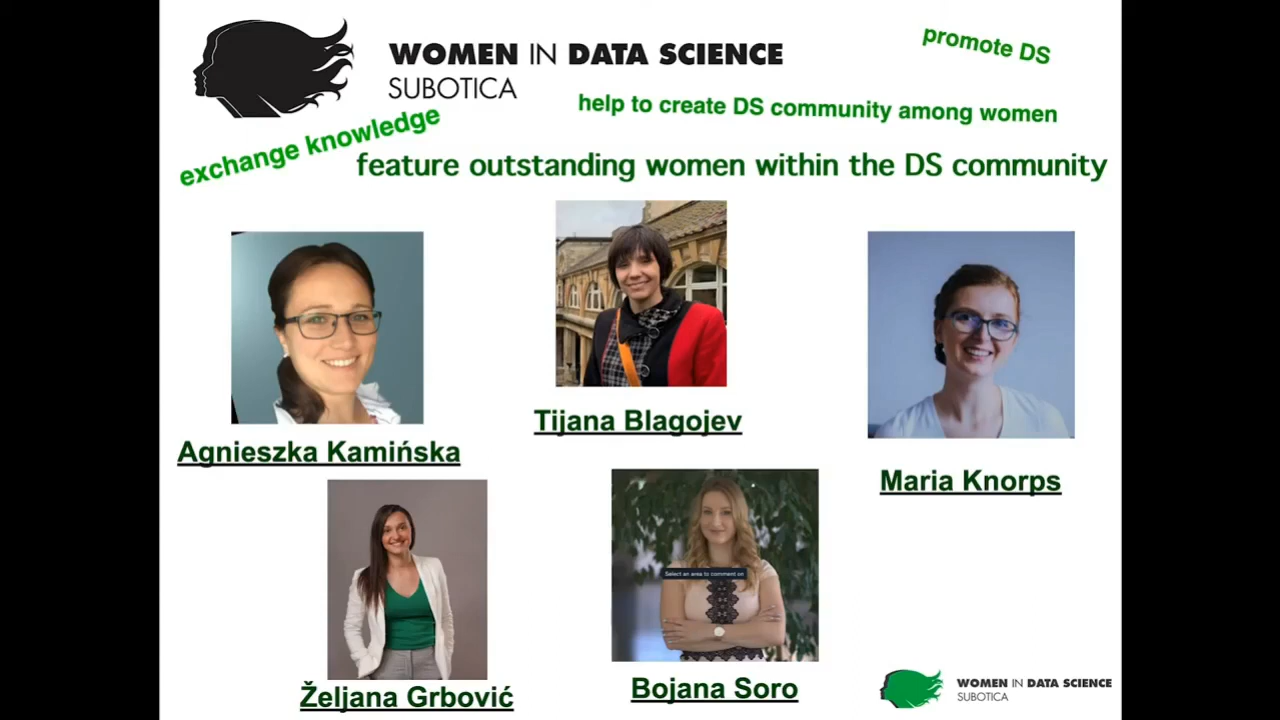 WOMEN IN DATA SCIENCE
SUBOTICA
promote DS
help to create DS community among women
exchange knowledge
feature outstanding women within the DS community
Agnieszka Kamińska
Tijana Blagojev
Maria Knorps
Select an area to comment on
Željana Grbović
Bojana Soro
WOMEN IN DATA SCIENCE
SUBOTICA